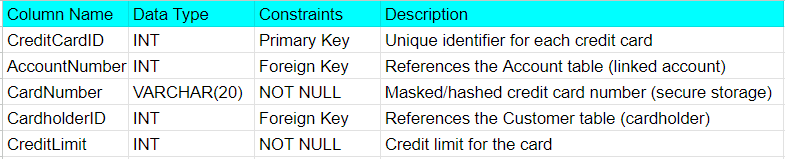 Column Name Data Type Constraints Description
CreditCardID INT Primary Key Unique identifier for each credit card
AccountNumber INT Foreign Key References the Account table (linked account)
CardNumber VARCHAR(20) NOT NULL Masked/hashed credit card number (secure storage)
CardholderID INT Foreign Key References the Customer table (cardholder)
CreditLimit INT NOT NULL Credit limit for the card